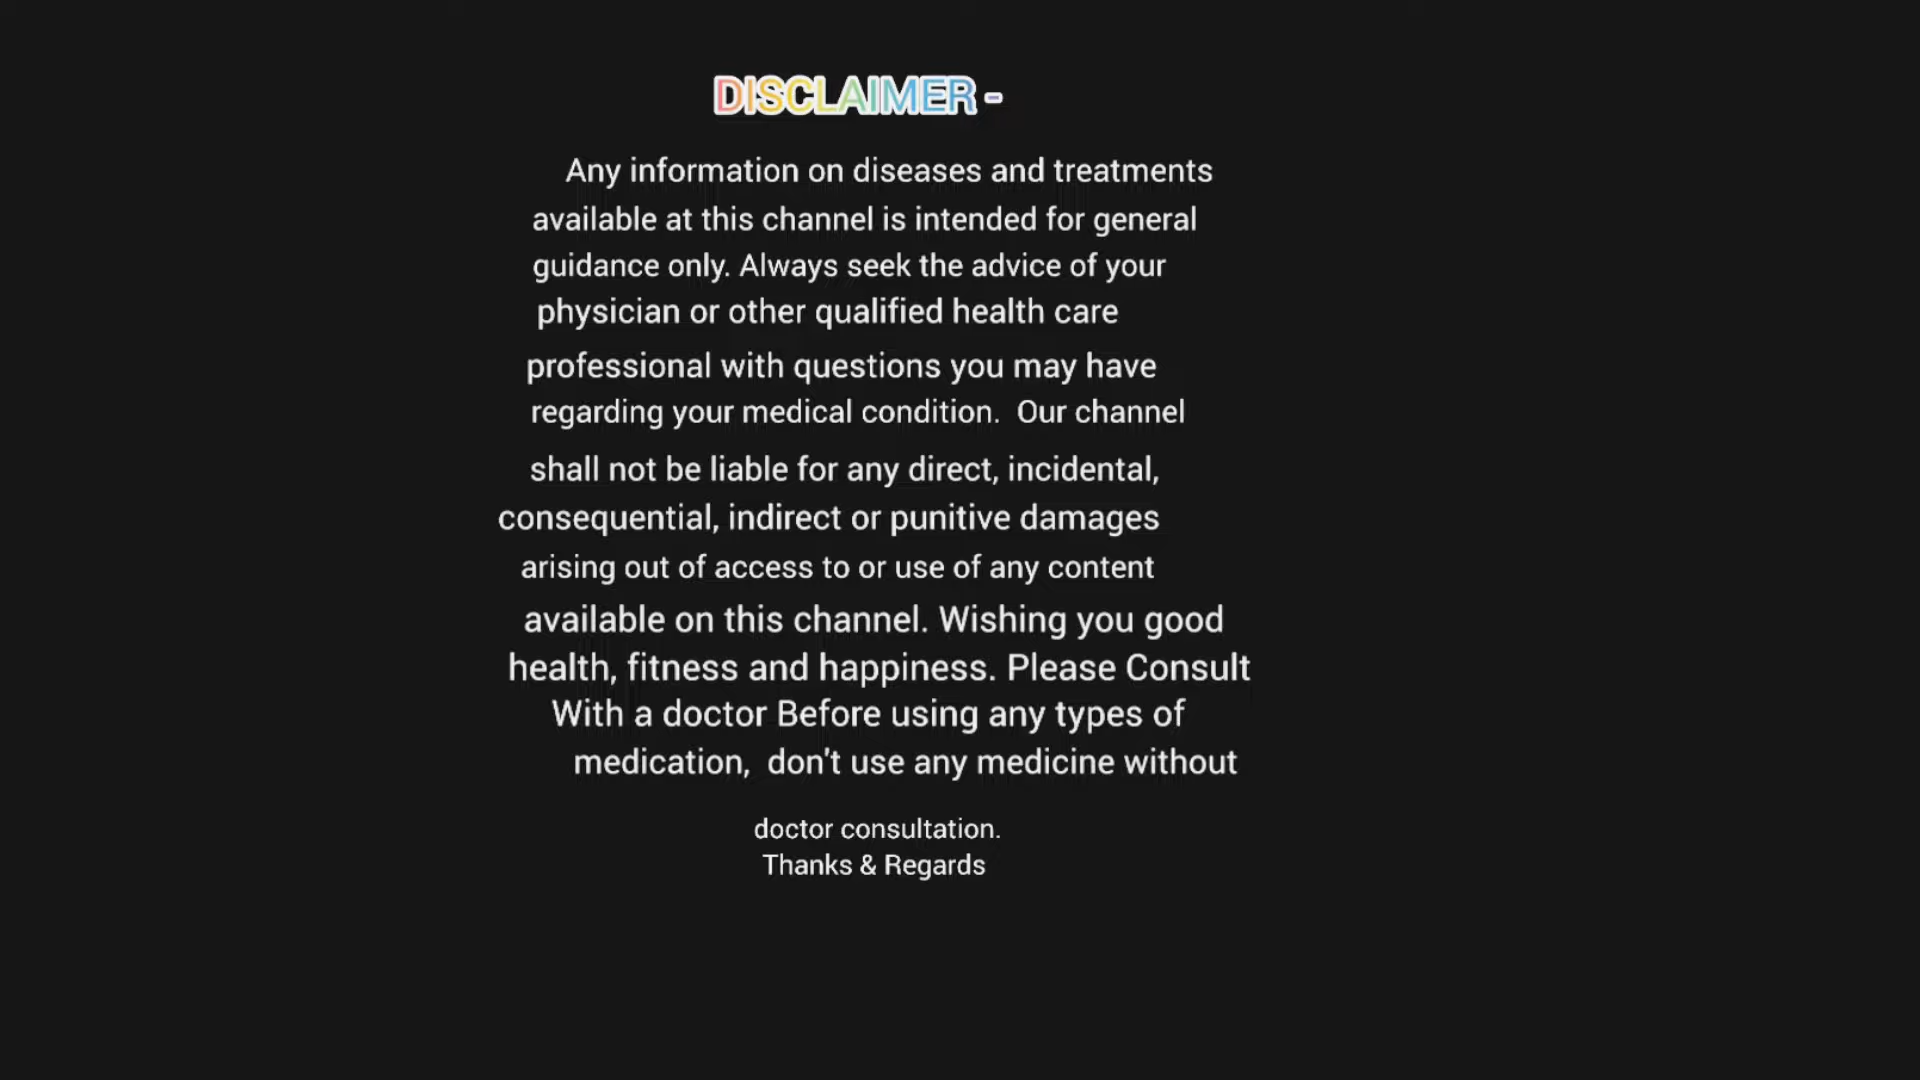 DISCLAIMER -
Any information on diseases and treatments
available at this channel is intended for general
guidance only. Always seek the advice of your
physician or other qualified health care
professional with questions you may have
regarding your medical condition.  Our channel
shall not be liable for any direct, incidental,
consequential, indirect or punitive damages
arising out of access to or use of any content
available on this channel. Wishing you good
health, fitness and happiness. Please Consult
With a doctor Before using any types of
medication,  don't use any medicine without
doctor consultation.
Thanks & Regards